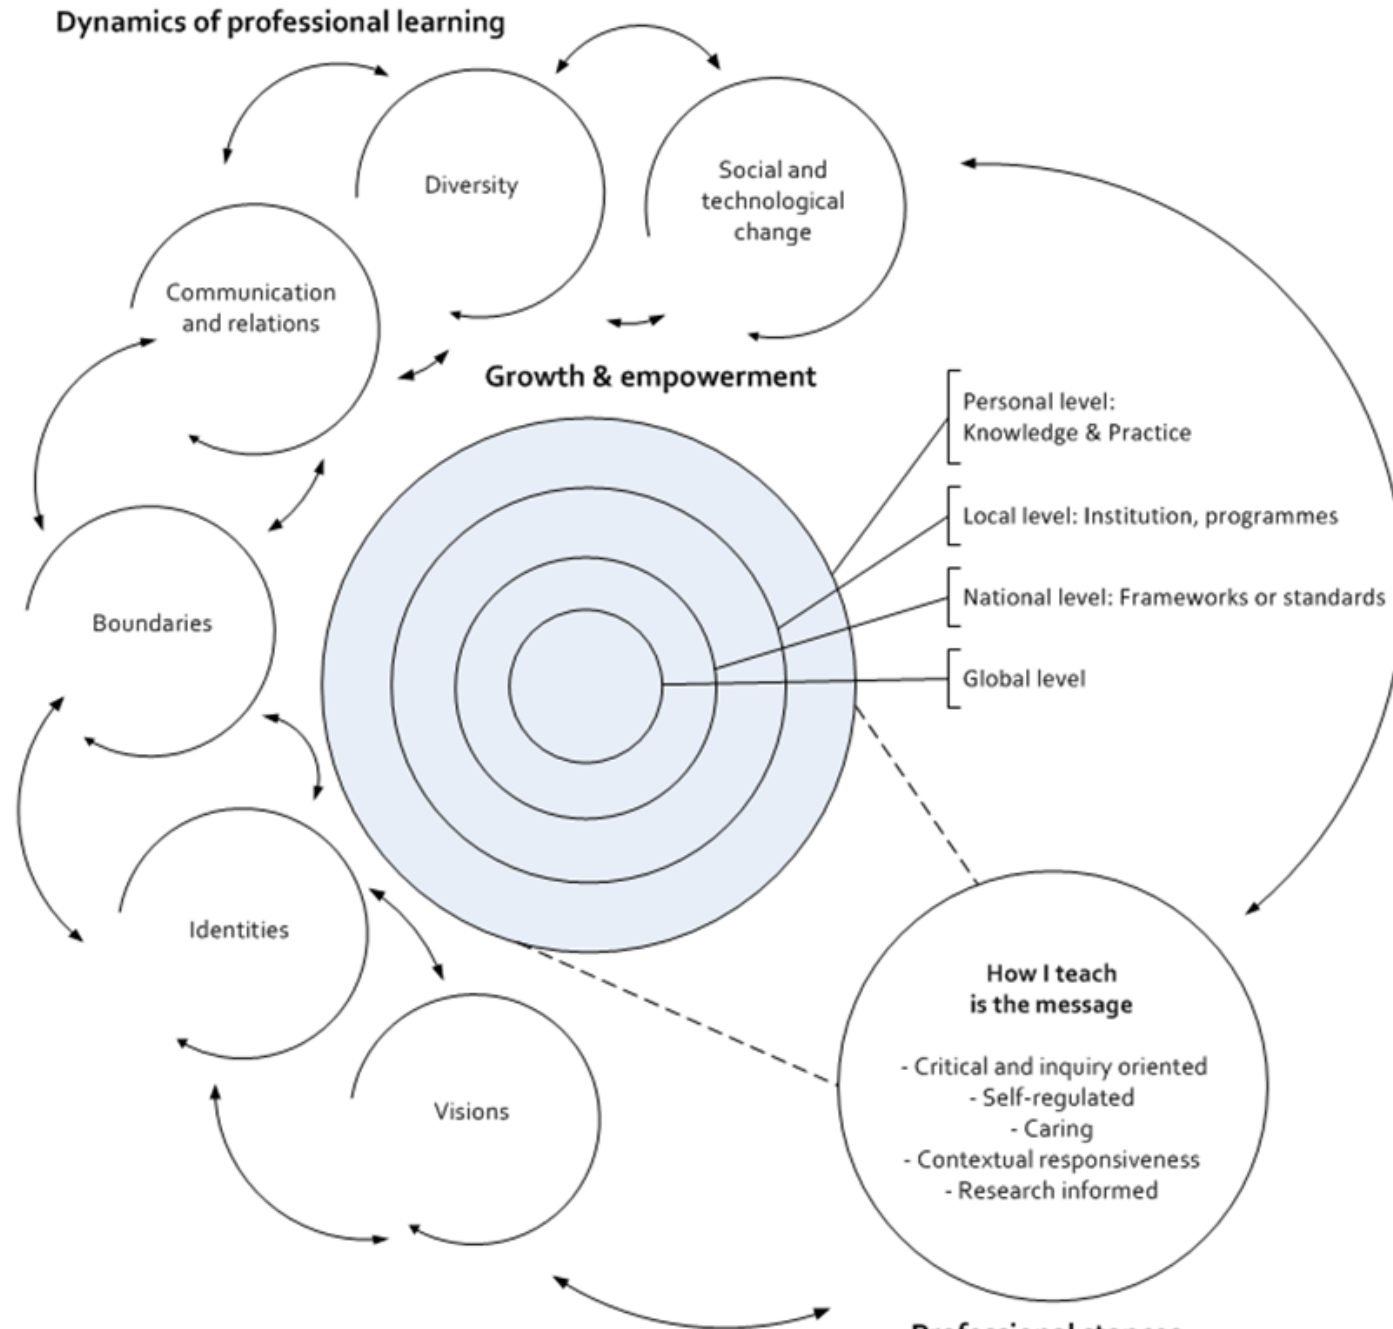 Dynamics of professional learning
Diversity
Social and
technological
change
Communication
and relations
Growth & empowerment
Personal level:
Knowledge & Practice
Local level: Institution, programmes
National level: Frameworks or standards
Global level
Boundaries
Identities
Visions
How I teach
is the message
- Critical and inquiry oriented
- Self-regulated
- Caring
- Contextual responsiveness
- Research informed